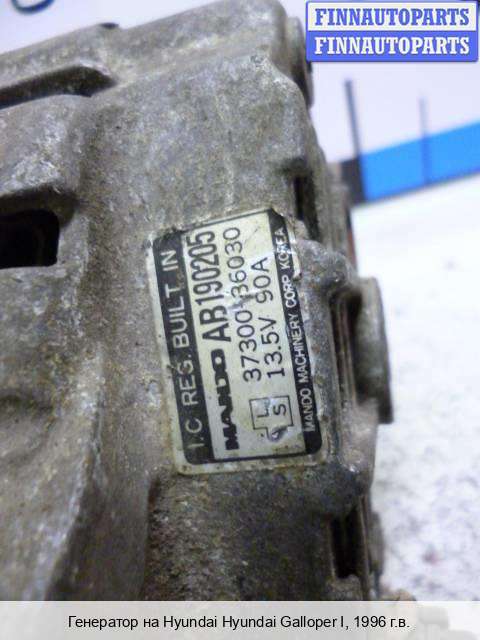 FINNAUTOPARTS
FINNAUTOPARTS
I.C REG. BUILT IN
MANDO AB190205
37300-36030
L S 13.5V 90A
MANDO MACHINERY CORP KOREA
Генератор на Hyundai Hyundai Galloper I, 1996 г.в.